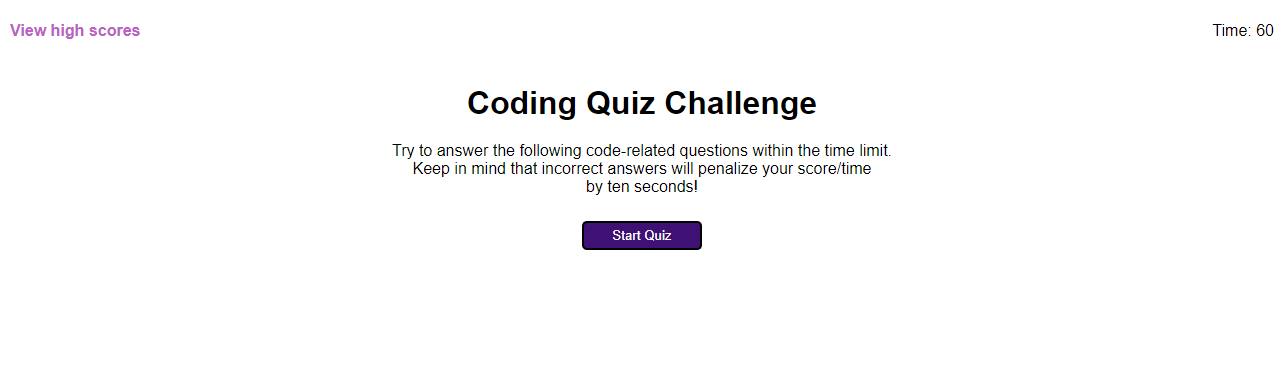 View high scores
Time: 60
Coding Quiz Challenge
Try to answer the following code-related questions within the time limit.
Keep in mind that incorrect answers will penalize your score/time
by ten seconds!
Start Quiz